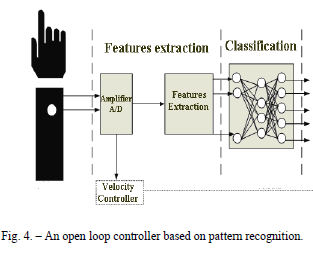 Features extraction
Classification
Amplifier
A/D
Features
Extraction
Velocity
Controller
Fig. 4. – An open loop controller based on pattern recognition.